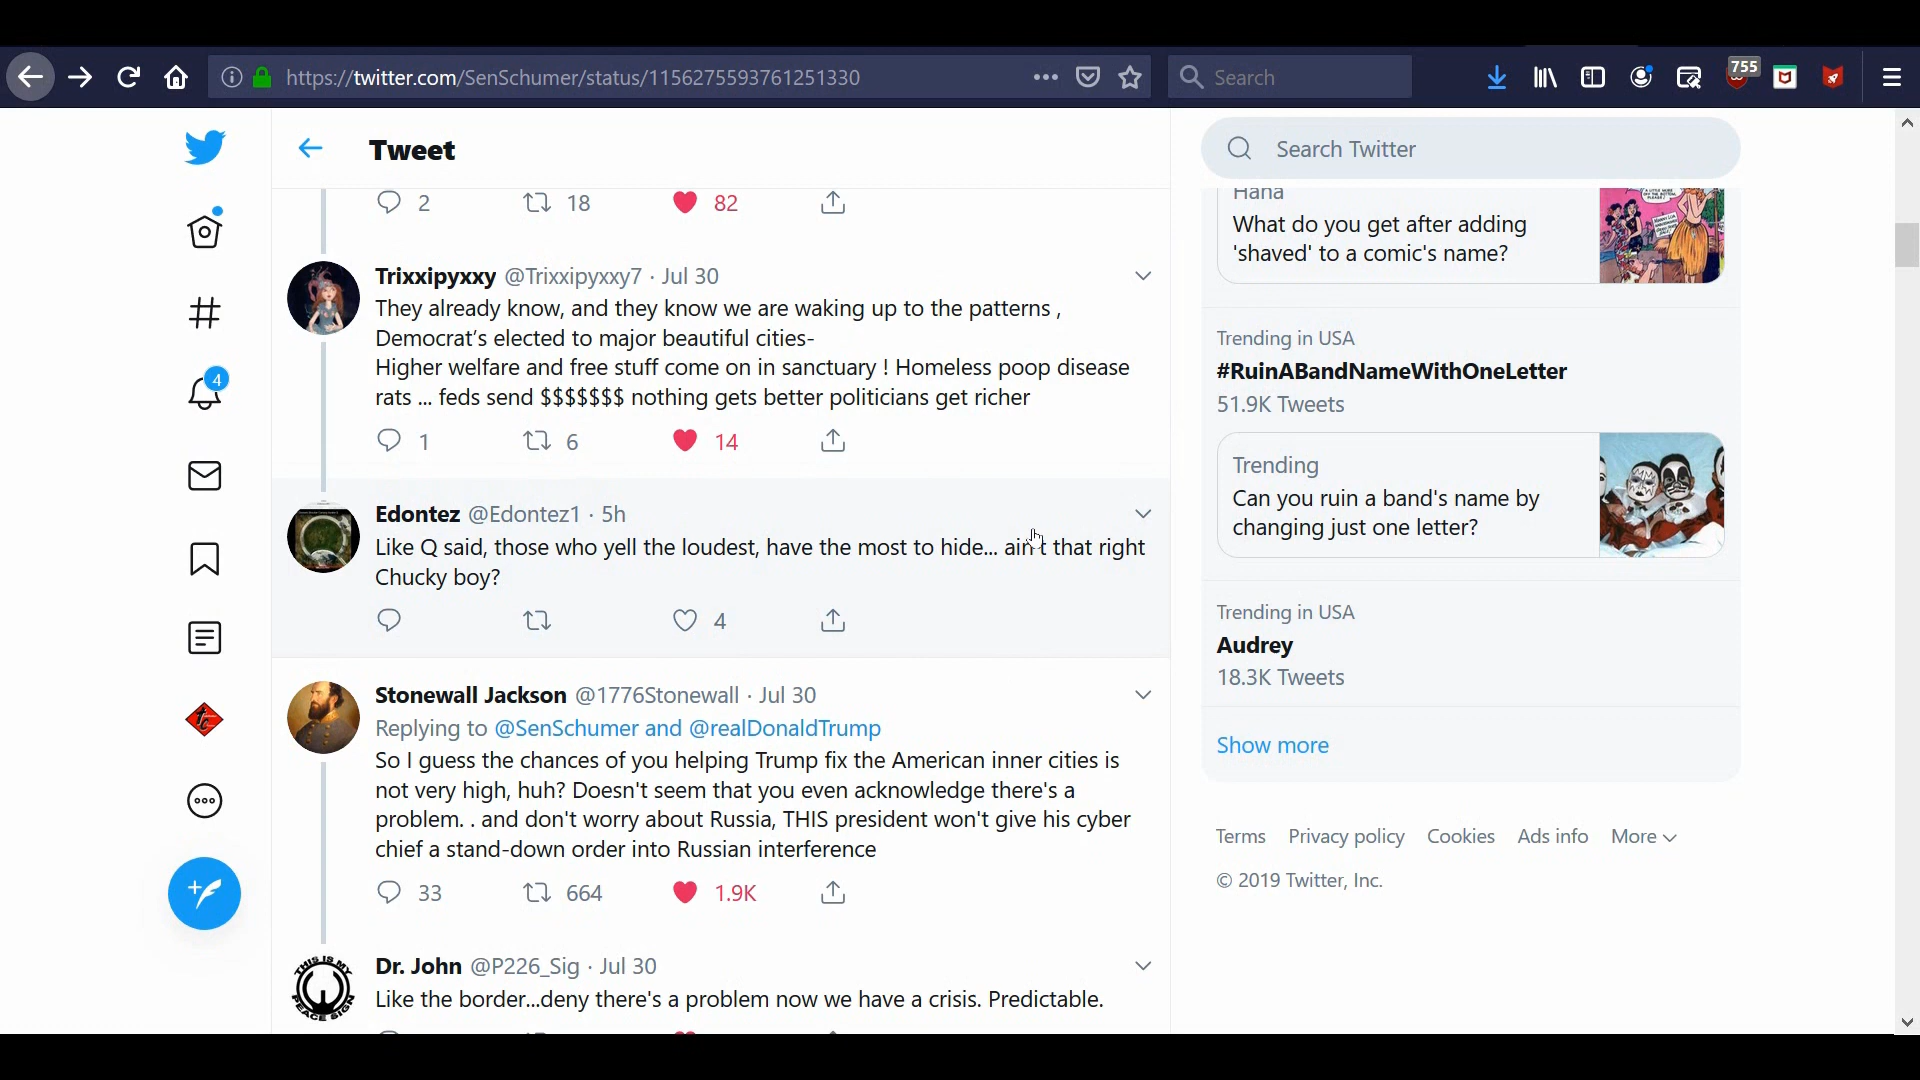 https://twitter.com/SenSchumer/status/1156275593761251330
Search
755
Tweet
Search Twitter
2 18 82
Trixxipyxxy @Trixxipyxxy7 · Jul 30
They already know, and they know we are waking up to the patterns ,
Democrat's elected to major beautiful cities-
Higher welfare and free stuff come on in sanctuary ! Homeless poop disease
rats ... feds send $$$$$$$ nothing gets better politicians get richer
1 6 14
4
Edontez @Edontez1 · 5h
Like Q said, those who yell the loudest, have the most to hide... ain't that right
Chucky boy?
4
Stonewall Jackson @1776Stonewall · Jul 30
Replying to @SenSchumer and @realDonaldTrump
So I guess the chances of you helping Trump fix the American inner cities is
not very high, huh? Doesn't seem that you even acknowledge there's a
problem. . and don't worry about Russia, THIS president won't give his cyber
chief a stand-down order into Russian interference
33 664 1.9K
THIS IS MY
PEACE SIGN
Dr. John @P226_Sig · Jul 30
Like the border...deny there's a problem now we have a crisis. Predictable.
tc
Haha
What do you get after adding
'shaved' to a comic's name?
Trending in USA
#RuinABandNameWithOneLetter
51.9K Tweets
Trending
Can you ruin a band's name by
changing just one letter?
Trending in USA
Audrey
18.3K Tweets
Show more
Terms Privacy policy Cookies Ads info More
© 2019 Twitter, Inc.